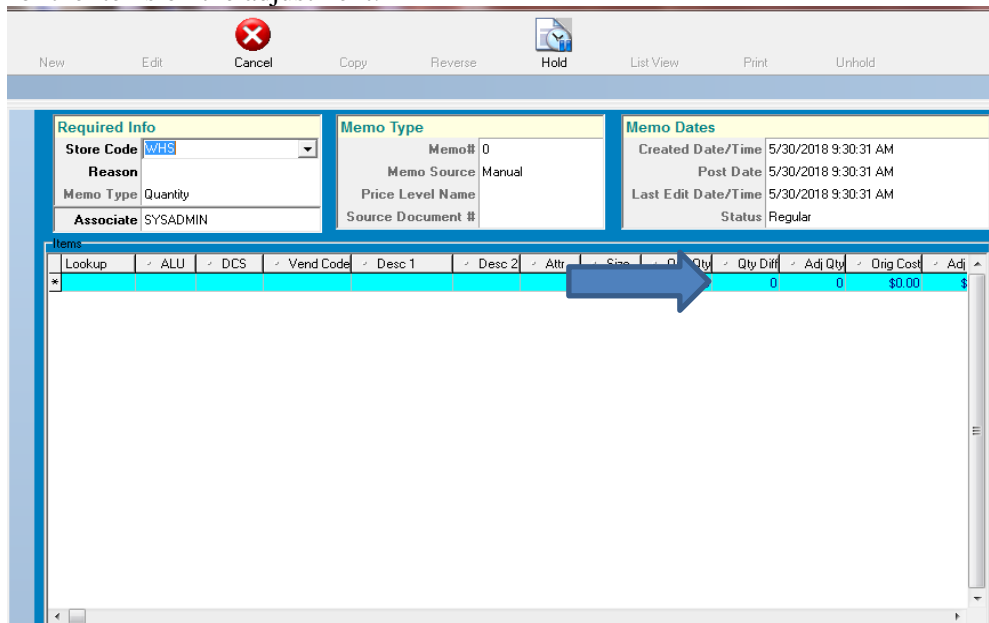 New Edit Cancel Copy Reverse Hold List View Print Unhold
Required Info
Store Code WHS
Reason
Memo Type Quantity
Associate SYSADMIN
Memo Type
Memo# 0
Memo Source Manual
Price Level Name
Source Document #
Memo Dates
Created Date/Time 5/30/2018 9:30:31 AM
Post Date 5/30/2018 9:30:31 AM
Last Edit Date/Time 5/30/2018 9:30:31 AM
Status Regular
Items
Lookup ALU DCS Vend Code Desc 1 Desc 2 Attr Size Qty Qty Diff Adj Qty Orig Cost Adj
* 0 0 $0.00 $